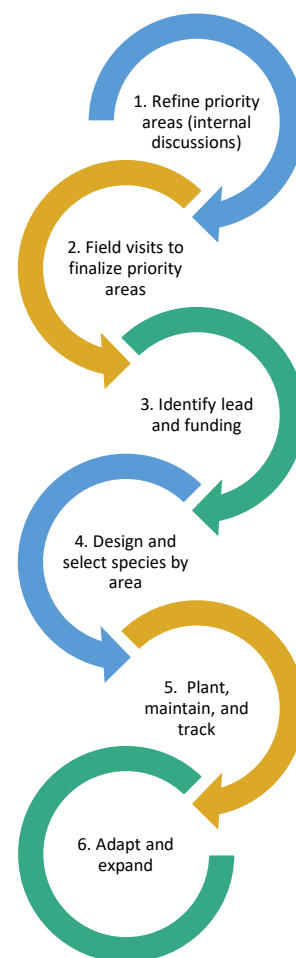 1. Refine priority
areas (internal
discussions)
2. Field visits to
finalize priority
areas
3. Identify lead
and funding
4. Design and
select species by
area
5.  Plant,
maintain, and
track
6. Adapt and
expand